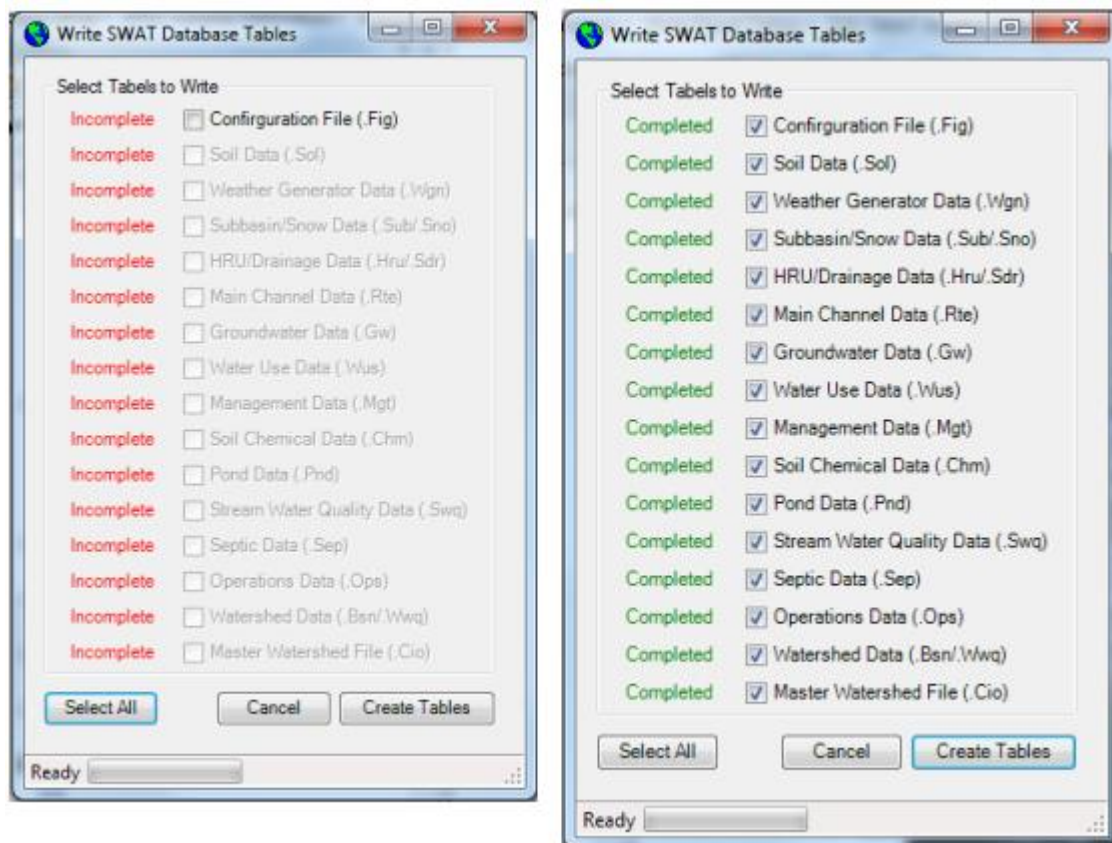 Write SWAT Database Tables
Select Tabels to Write
Incomplete Confirguration File (.Fig)
Incomplete Soil Data (.Sol)
Incomplete Weather Generator Data (.Wgn)
Incomplete Subbasin/Snow Data (.Sub/.Sno)
Incomplete HRU/Drainage Data (.Hru/.Sdr)
Incomplete Main Channel Data (.Rte)
Incomplete Groundwater Data (.Gw)
Incomplete Water Use Data (.Wus)
Incomplete Management Data (.Mgt)
Incomplete Soil Chemical Data (.Chm)
Incomplete Pond Data (.Pnd)
Incomplete Stream Water Quality Data (.Swq)
Incomplete Septic Data (.Sep)
Incomplete Operations Data (.Ops)
Incomplete Watershed Data (.Bsn/.Wwq)
Incomplete Master Watershed File (.Cio)
Select All Cancel Create Tables
Ready
Write SWAT Database Tables
Select Tabels to Write
Completed Confirguration File (.Fig)
Completed Soil Data (.Sol)
Completed Weather Generator Data (.Wgn)
Completed Subbasin/Snow Data (.Sub/.Sno)
Completed HRU/Drainage Data (.Hru/.Sdr)
Completed Main Channel Data (.Rte)
Completed Groundwater Data (.Gw)
Completed Water Use Data (.Wus)
Completed Management Data (.Mgt)
Completed Soil Chemical Data (.Chm)
Completed Pond Data (.Pnd)
Completed Stream Water Quality Data (.Swq)
Completed Septic Data (.Sep)
Completed Operations Data (.Ops)
Completed Watershed Data (.Bsn/.Wwq)
Completed Master Watershed File (.Cio)
Select All Cancel Create Tables
Ready